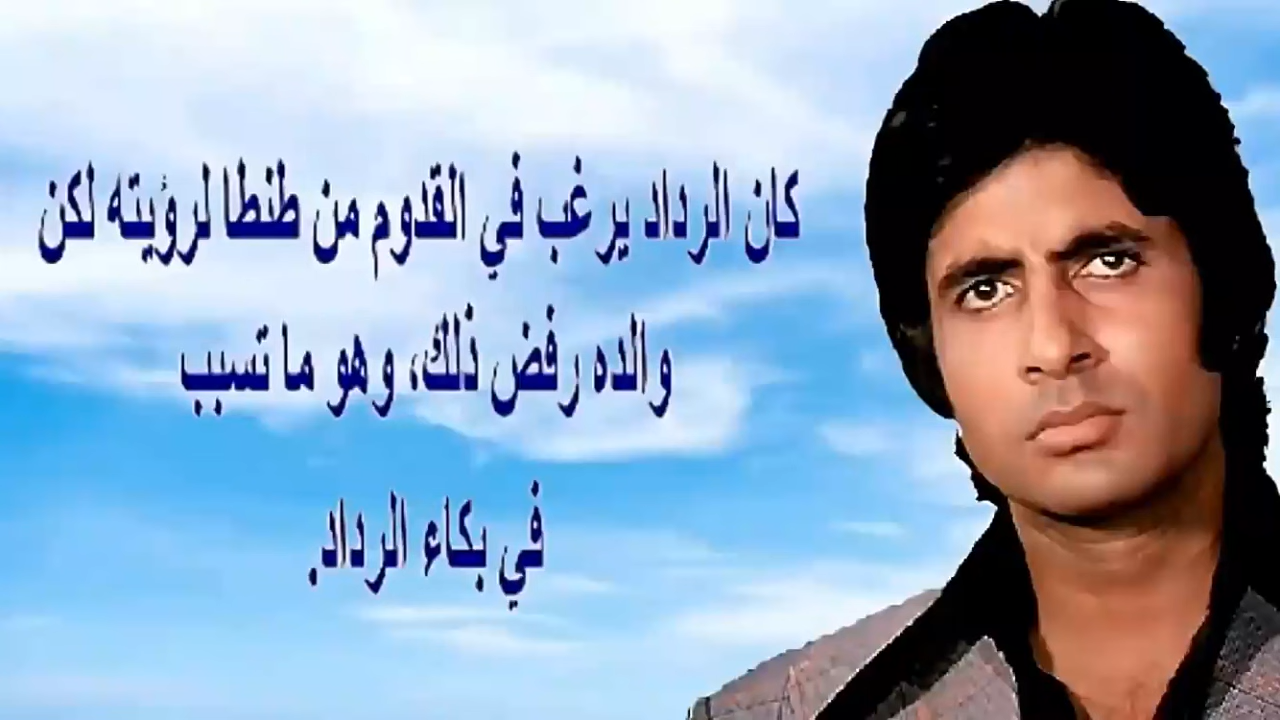 كان الرداد يرغب في القدوم من طنطا لرؤيته لكن
والده رفض ذلك، وهو ما تسبب
في بكاء الرداد.